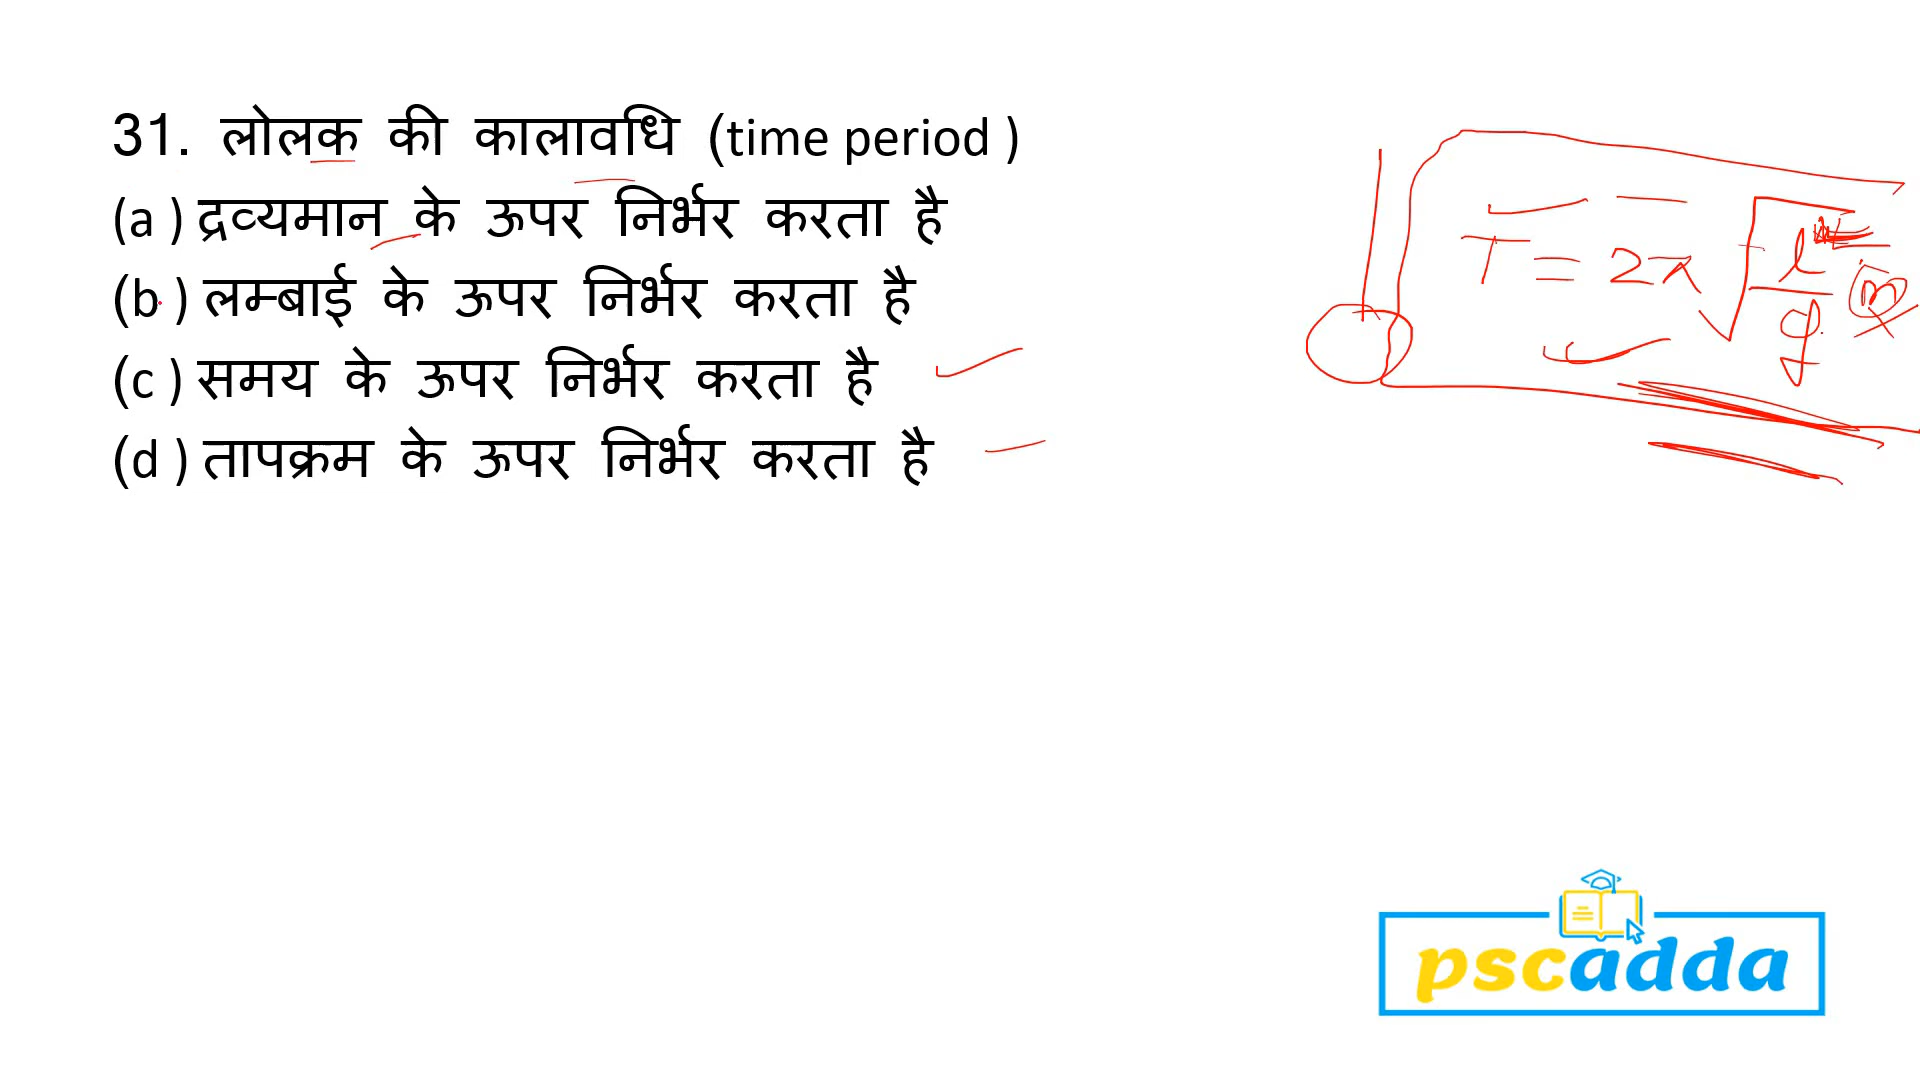 31. लोलक की कालावधि (time period )
(a ) द्रव्यमान के ऊपर निर्भर करता है
(b ) लम्बाई के ऊपर निर्भर करता है
(c ) समय के ऊपर निर्भर करता है
(d ) तापक्रम के ऊपर निर्भर करता है
T = 2π √ l / g m
pscadda